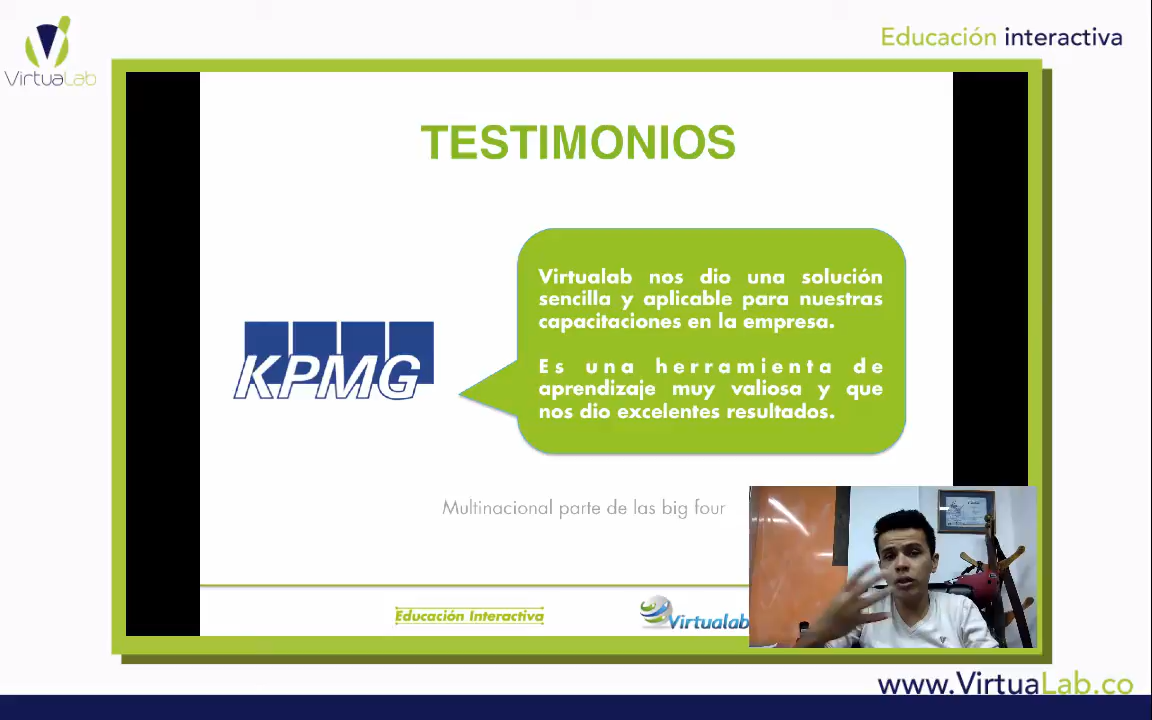 VirtuaLab
Educación interactiva
TESTIMONIOS
Virtualab nos dio una solución
sencilla y aplicable para nuestras
capacitaciones en la empresa.
Es una herramienta de
aprendizaje muy valiosa y que
nos dio excelentes resultados.
KPMG
Multinacional parte de las big four
Educación Interactiva
Virtualab
www.VirtuaLab.co